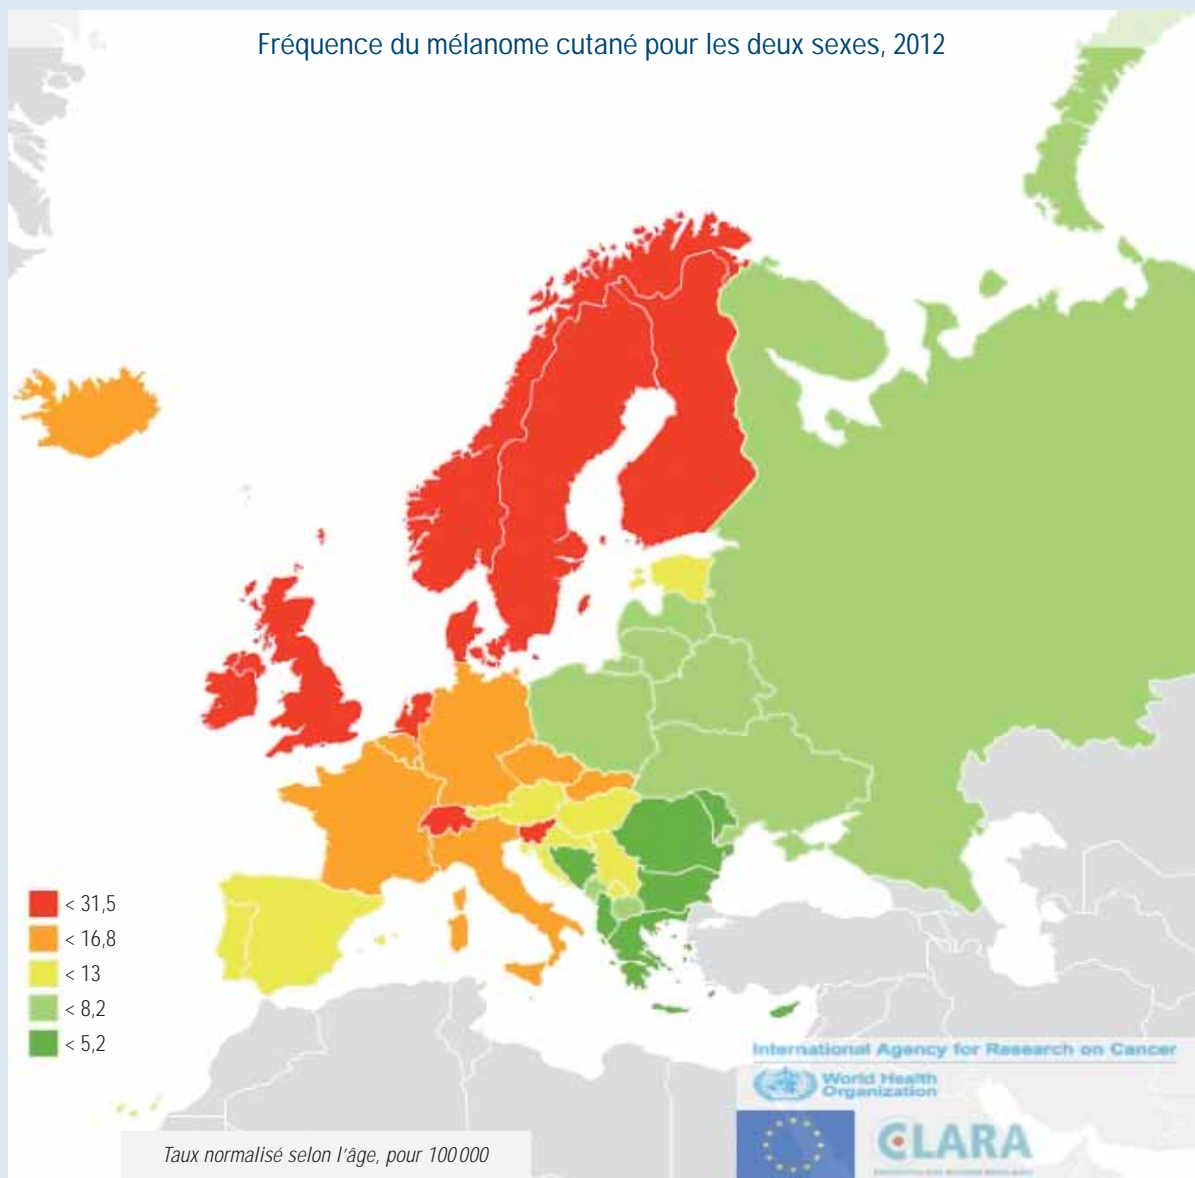 Fréquence du mélanome cutané pour les deux sexes, 2012
< 31,5
< 16,8
< 13
< 8,2
< 5,2
International Agency for Research on Cancer
World Health
Organization
CLARA
Taux normalisé selon l'âge, pour 100 000